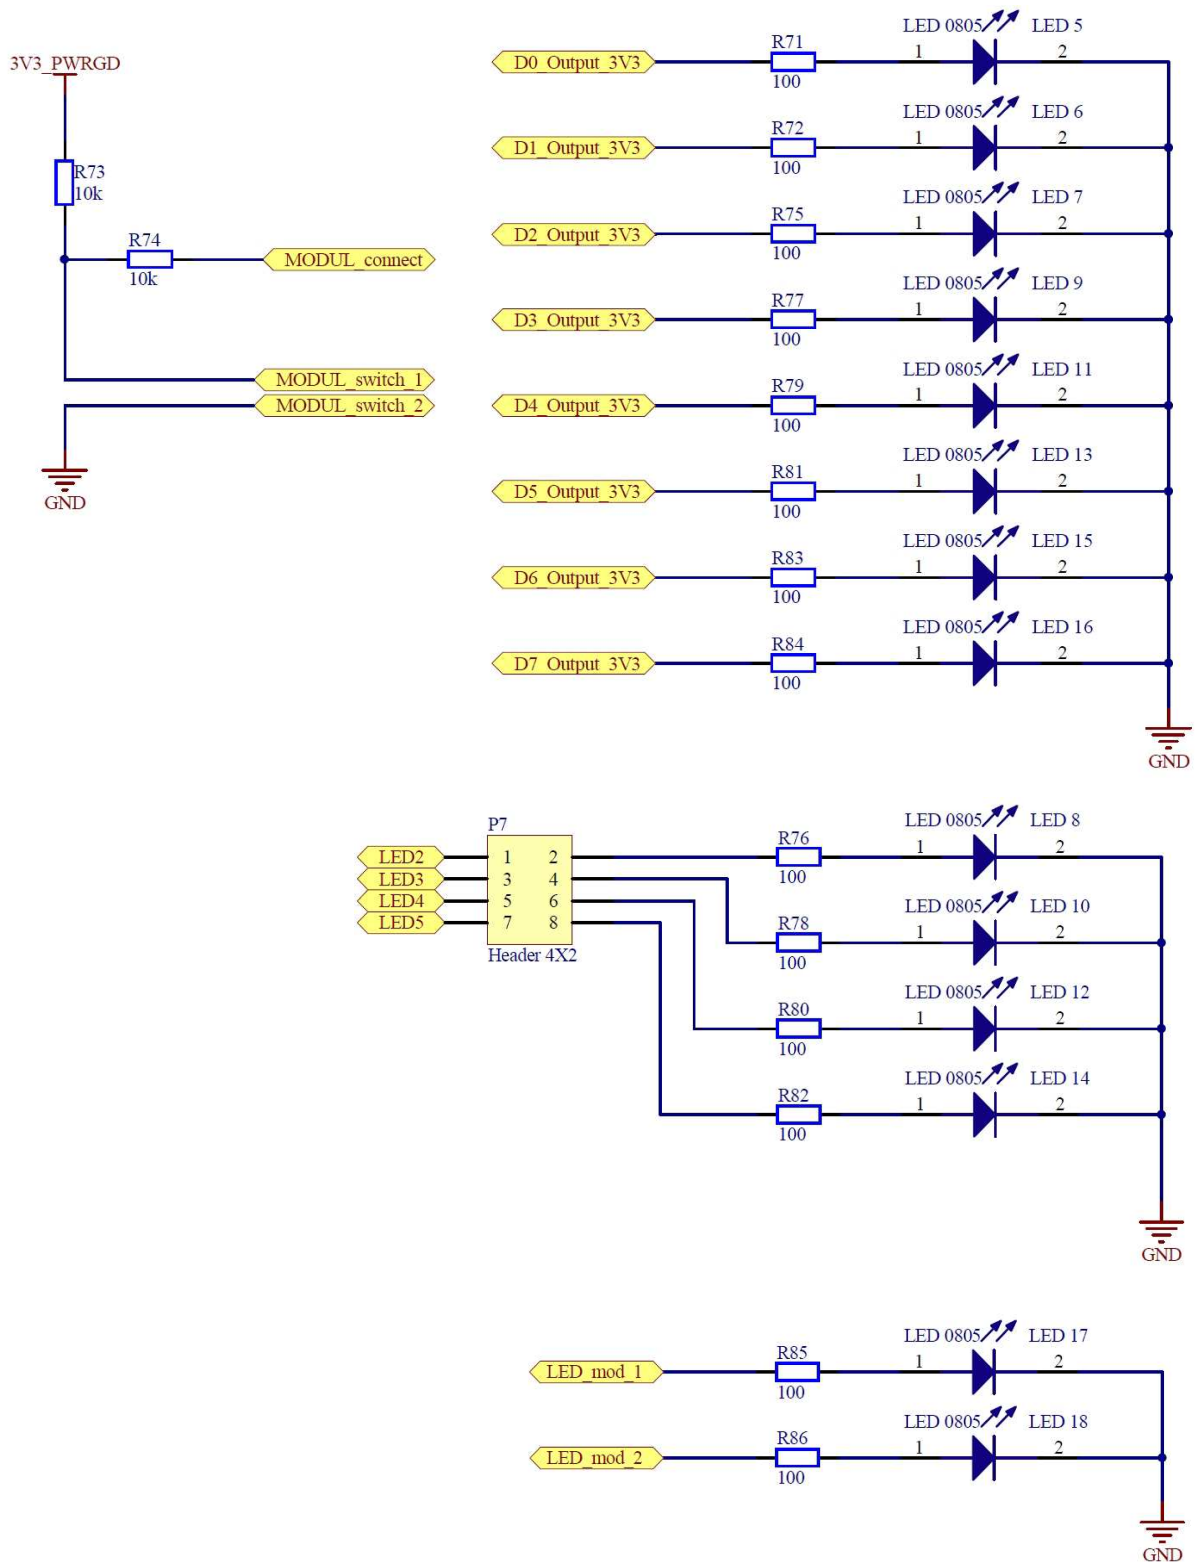 3V3_PWRGD
R73
10k
R74
10k
MODUL_connect
MODUL_switch_1
MODUL_switch_2
GND
LED 0805 LED 5
D0_Output_3V3 R71 1 2
100
LED 0805 LED 6
D1_Output_3V3 R72 1 2
100
LED 0805 LED 7
D2_Output_3V3 R75 1 2
100
LED 0805 LED 9
D3_Output_3V3 R77 1 2
100
LED 0805 LED 11
D4_Output_3V3 R79 1 2
100
LED 0805 LED 13
D5_Output_3V3 R81 1 2
100
LED 0805 LED 15
D6_Output_3V3 R83 1 2
100
LED 0805 LED 16
D7_Output_3V3 R84 1 2
100
GND
P7
LED2 1 2
LED3 3 4
LED4 5 6
LED5 7 8
Header 4X2
LED 0805 LED 8
R76 1 2
100
LED 0805 LED 10
R78 1 2
100
LED 0805 LED 12
R80 1 2
100
LED 0805 LED 14
R82 1 2
100
GND
LED 0805 LED 17
LED_mod_1 R85 1 2
100
LED 0805 LED 18
LED_mod_2 R86 1 2
100
GND